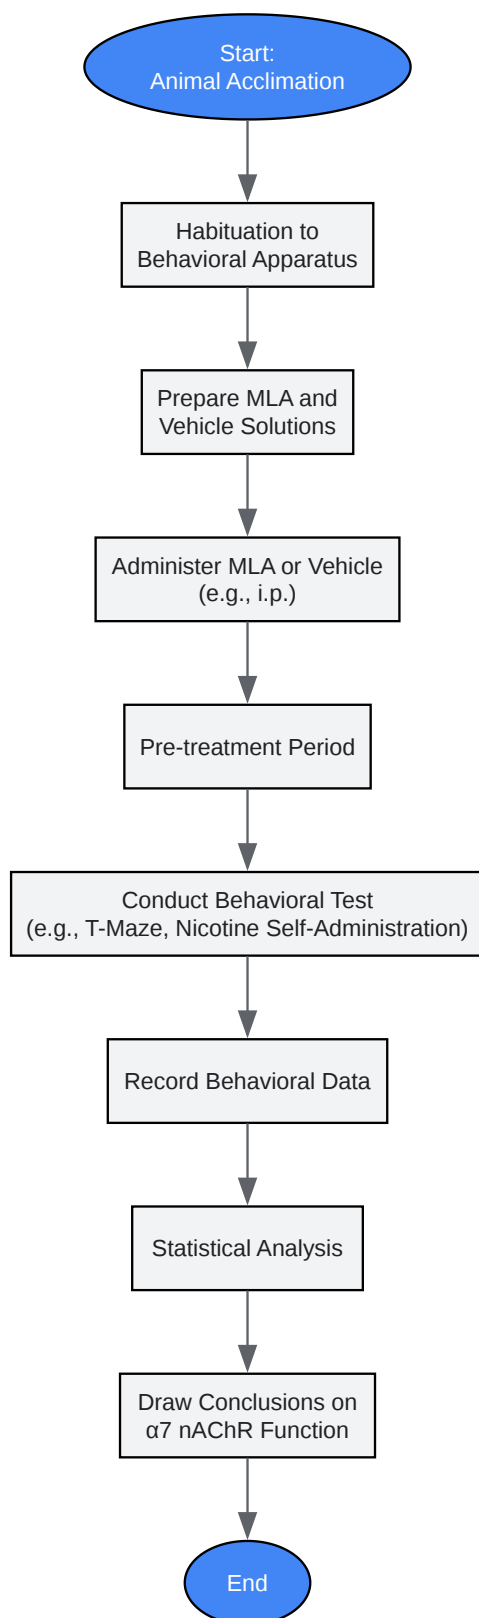 Start:
Animal Acclimation
Habituation to
Behavioral Apparatus
Prepare MLA and
Vehicle Solutions
Administer MLA or Vehicle
(e.g., i.p.)
Pre-treatment Period
Conduct Behavioral Test
(e.g., T-Maze, Nicotine Self-Administration)
Record Behavioral Data
Statistical Analysis
Draw Conclusions on
α7 nAChR Function
End